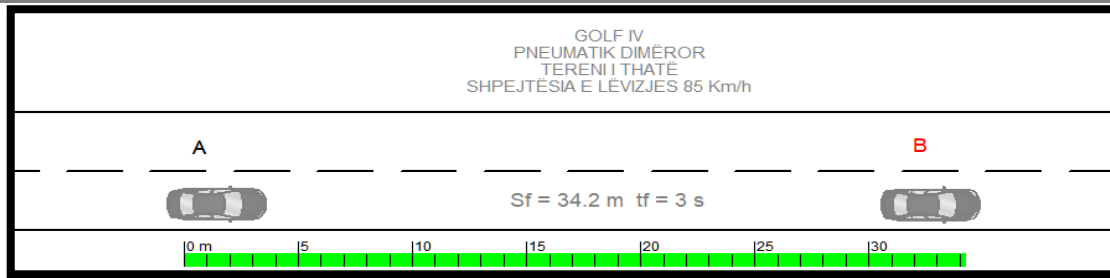 GOLF IV
PNEUMATIK DIMËROR
TERENI I THATË
SHPEJTËSIA E LËVIZJES 85 Km/h
A
B
Sf = 34.2 m tf = 3 s
0 m 5 10 15 20 25 30